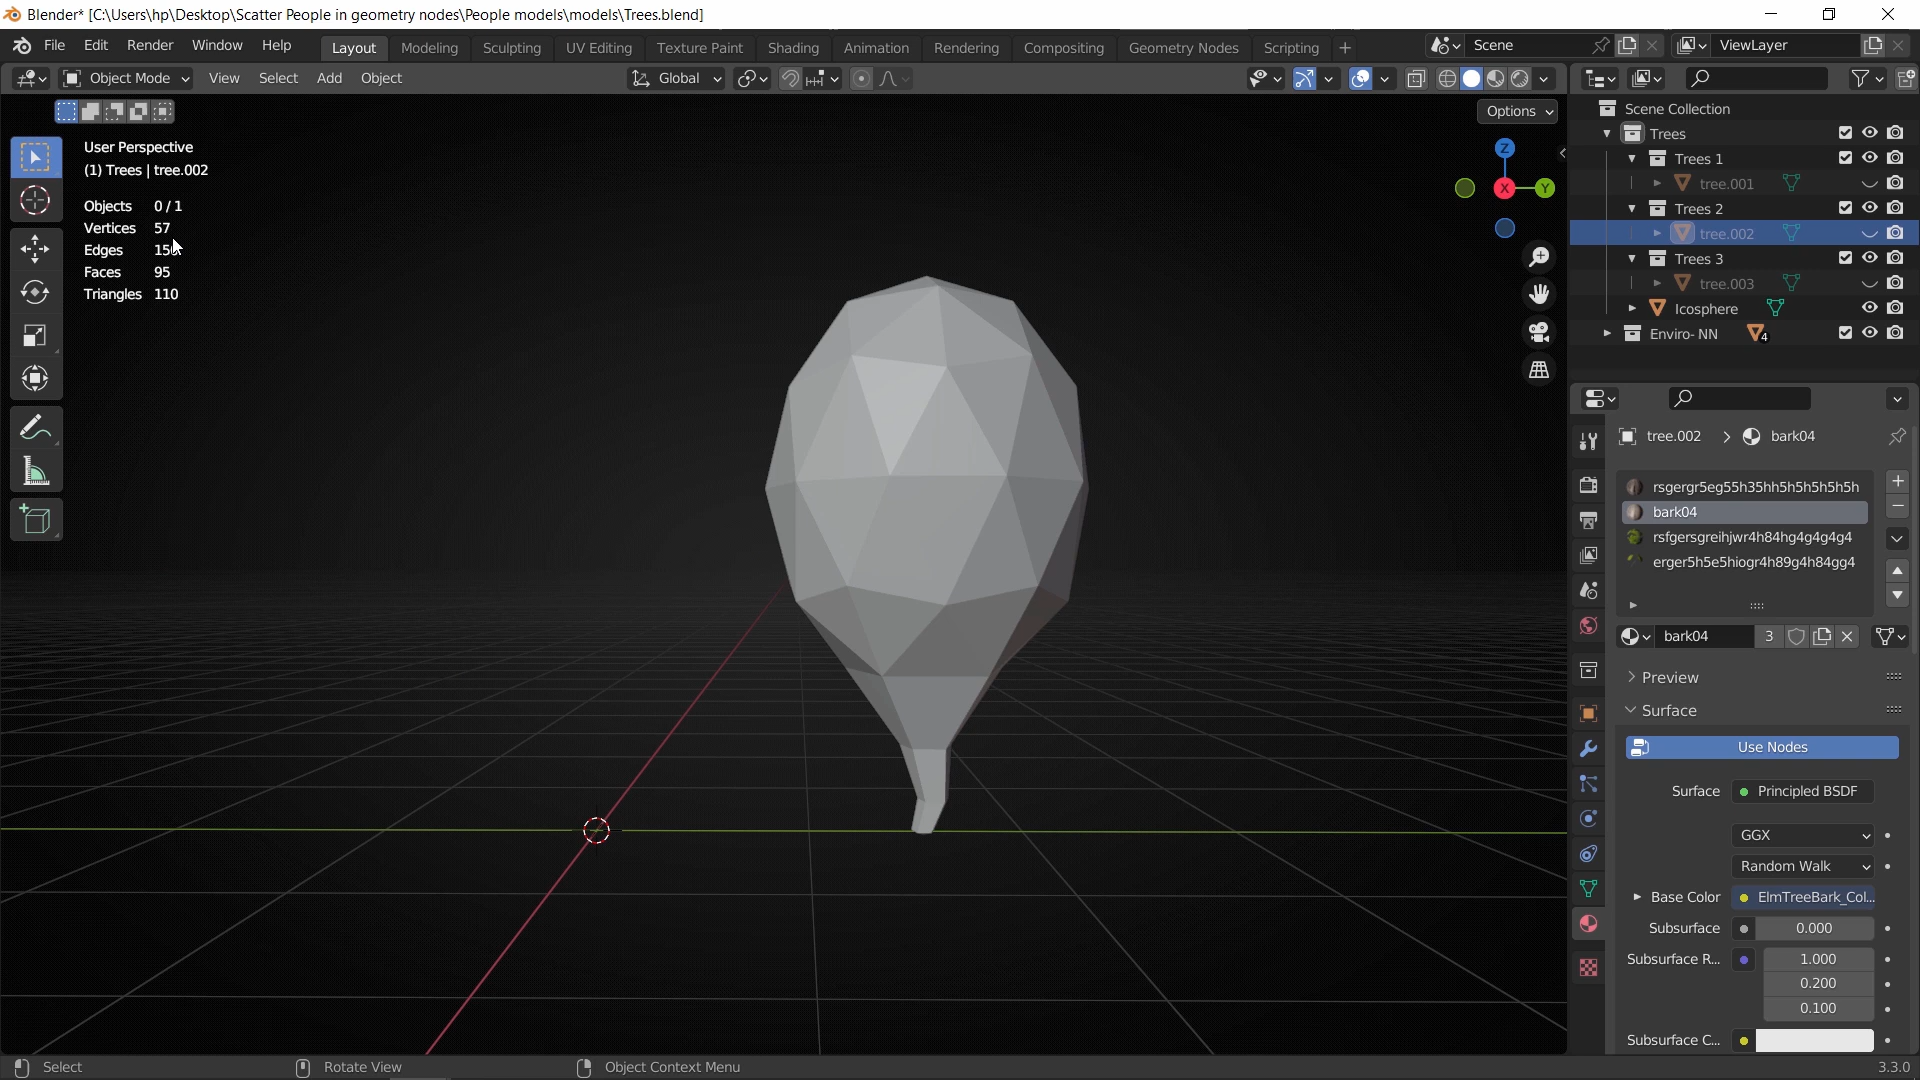 Blender* [C:\Users\hp\Desktop\Scatter People in geometry nodes\People models\models\Trees.blend]
File Edit Render Window Help Layout Modeling Sculpting UV Editing Texture Paint Shading Animation Rendering Compositing Geometry Nodes Scripting + Scene ViewLayer
Object Mode View Select Add Object Global
Options
User Perspective
(1) Trees | tree.002
Objects 0/1
Vertices 57
Edges
Faces 95
Triangles 110
Z
X
Y
Scene Collection
Trees
Trees 1
tree.001
Trees 2
tree.002
Trees 3
tree.003
Icosphere
Enviro- NN 4
tree.002 > bark04
rsgergr5eg55h35hh5h5h5h5h5h
bark04
rsfgersgreihjwr4h84hg4g4g4g4
erger5h5e5hiogr4h89g4h84gg4
bark04 3
Preview
Surface
Use Nodes
Surface Principled BSDF
GGX
Random Walk
Base Color ElmTreeBark_Col...
Subsurface 0.000
Subsurface R... 1.000
0.200
0.100
Subsurface C...
Select Rotate View Object Context Menu 3.3.0